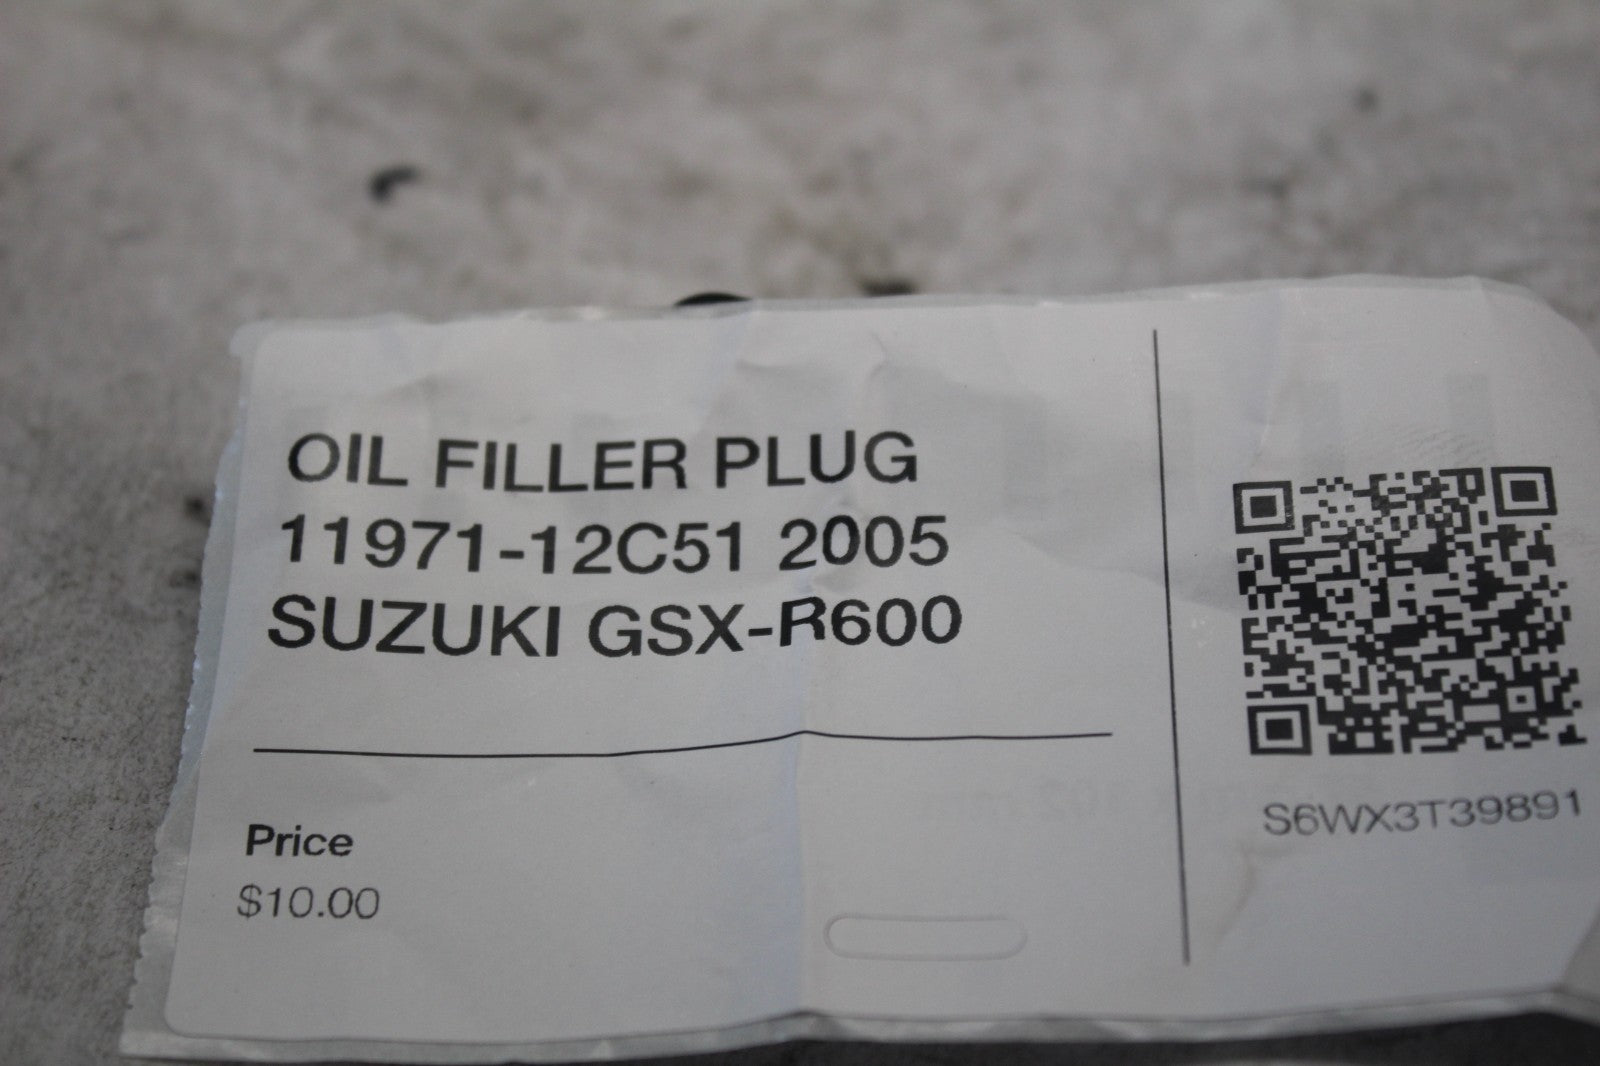 OIL FILLER PLUG
11971-12C51 2005
SUZUKI GSX-R600
Price
$10.00
S6WX3T39891